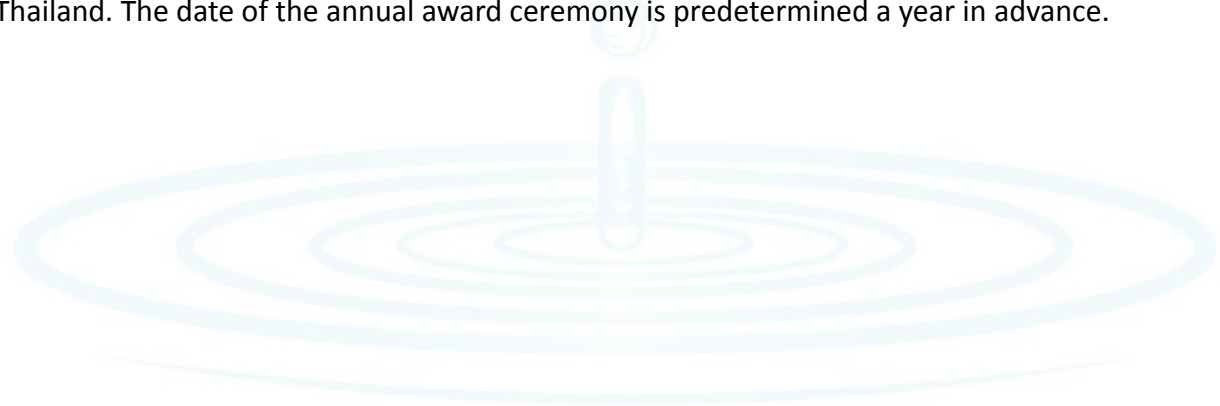 Thailand. The date of the annual award ceremony is predetermined a year in advance.